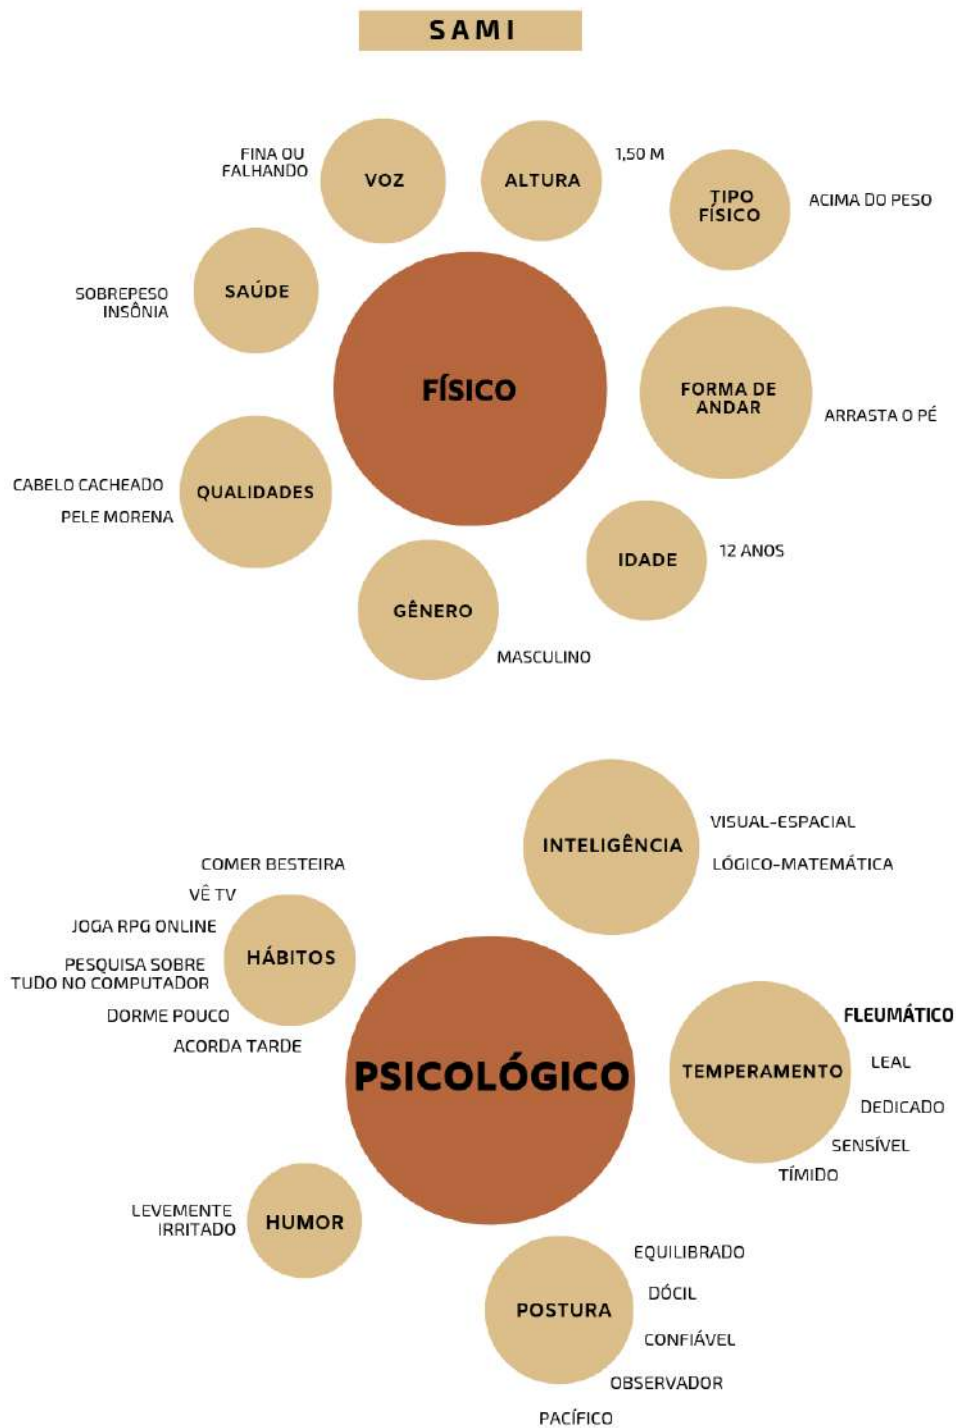 SAMI
FINA OU
FALHANDO
VOZ
ALTURA
1,50 M
TIPO
FÍSICO
ACIMA DO PESO
SOBREPESO
INSÔNIA
SAÚDE
FÍSICO
FORMA DE
ANDAR
ARRASTA O PÉ
CABELO CACHEADO
PELE MORENA
QUALIDADES
IDADE
12 ANOS
GÊNERO
MASCULINO
INTELIGÊNCIA
VISUAL-ESPACIAL
LÓGICO-MATEMÁTICA
COMER BESTEIRA
VÊ TV
JOGA RPG ONLINE
PESQUISA SOBRE
TUDO NO COMPUTADOR
DORME POUCO
ACORDA TARDE
HÁBITOS
PSICOLÓGICO
TEMPERAMENTO
FLEUMÁTICO
LEAL
DEDICADO
SENSÍVEL
TÍMIDO
LEVEMENTE
IRRITADO
HUMOR
POSTURA
EQUILIBRADO
DÓCIL
CONFIÁVEL
OBSERVADOR
PACÍFICO